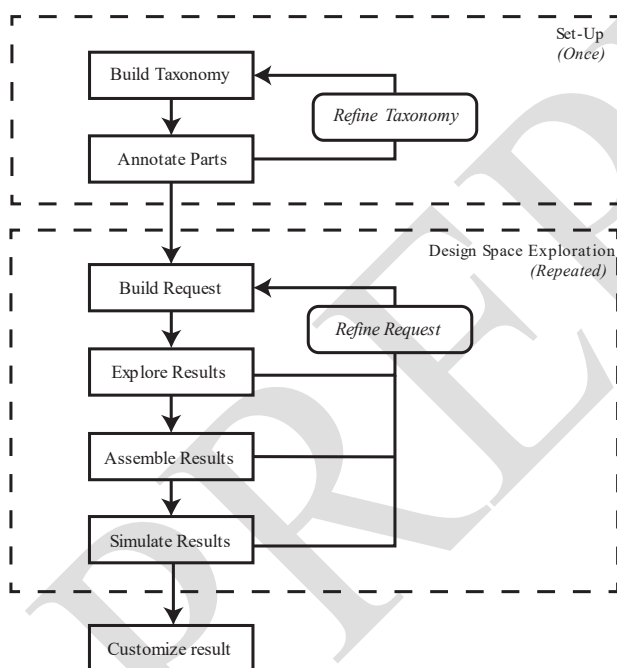 Set-Up
(Once)
Build Taxonomy
Refine Taxonomy
Annotate Parts
Design Space Exploration
(Repeated)
Build Request
Refine Request
Explore Results
Assemble Results
Simulate Results
Customize result
PREP